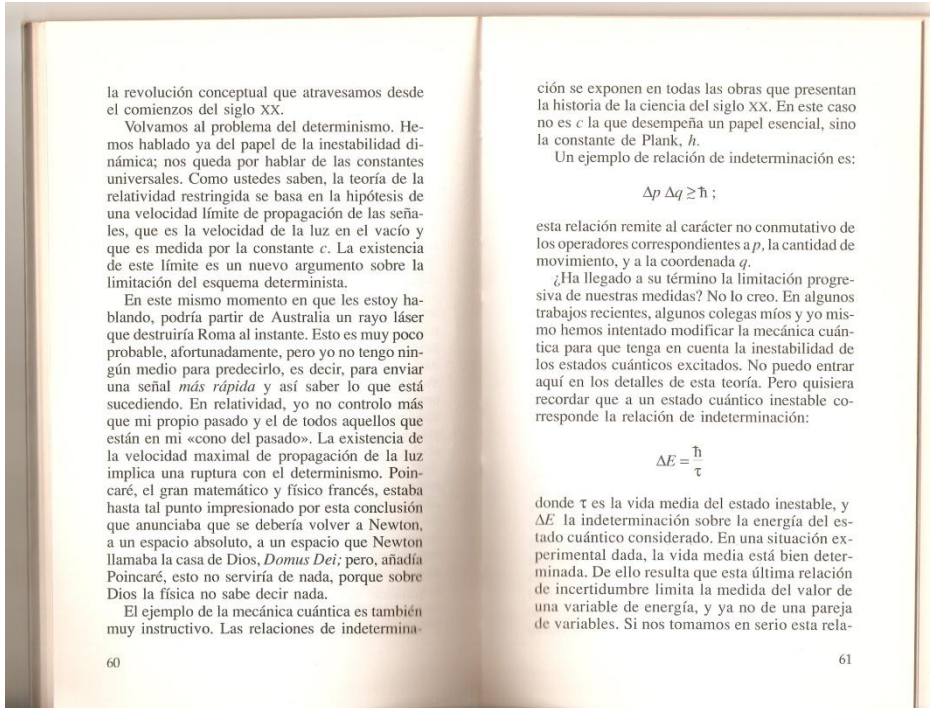 la revolución conceptual que atravesamos desde
el comienzos del siglo XX.
Volvamos al problema del determinismo. He-
mos hablado ya del papel de la inestabilidad di-
námica; nos queda por hablar de las constantes
universales. Como ustedes saben, la teoría de la
relatividad restringida se basa en la hipótesis de
una velocidad límite de propagación de las seña-
les, que es la velocidad de la luz en el vacío y
que es medida por la constante c. La existencia
de este límite es un nuevo argumento sobre la
limitación del esquema determinista.
En este mismo momento en que les estoy ha-
blando, podría partir de Australia un rayo láser
que destruiría Roma al instante. Esto es muy poco
probable, afortunadamente, pero yo no tengo nin-
gún medio para predecirlo, es decir, para enviar
una señal más rápida y así saber lo que está
sucediendo. En relatividad, yo no controlo más
que mi propio pasado y el de todos aquellos que
están en mi «cono del pasado». La existencia de
la velocidad maximal de propagación de la luz
implica una ruptura con el determinismo. Poin-
caré, el gran matemático y físico francés, estaba
hasta tal punto impresionado por esta conclusión
que anunciaba que se debería volver a Newton,
a un espacio absoluto, a un espacio que Newton
llamaba la casa de Dios, Domus Dei; pero, añadía
Poincaré, esto no serviría de nada, porque sobre
Dios la física no sabe decir nada.
El ejemplo de la mecánica cuántica es también
muy instructivo. Las relaciones de indetermina-
60
ción se exponen en todas las obras que presentan
la historia de la ciencia del siglo XX. En este caso
no es c la que desempeña un papel esencial, sino
la constante de Plank, h.
Un ejemplo de relación de indeterminación es:
Δp Δq ≥ ħ ;
esta relación remite al carácter no conmutativo de
los operadores correspondientes a p, la cantidad de
movimiento, y a la coordenada q.
¿Ha llegado a su término la limitación progre-
siva de nuestras medidas? No lo creo. En algunos
trabajos recientes, algunos colegas míos y yo mis-
mo hemos intentado modificar la mecánica cuán-
tica para que tenga en cuenta la inestabilidad de
los estados cuánticos excitados. No puedo entrar
aquí en los detalles de esta teoría. Pero quisiera
recordar que a un estado cuántico inestable co-
rresponde la relación de indeterminación:
ΔE = ħ/τ
donde τ es la vida media del estado inestable, y
ΔE la indeterminación sobre la energía del es-
tado cuántico considerado. En una situación ex-
perimental dada, la vida media está bien deter-
minada. De ello resulta que esta última relación
de incertidumbre limita la medida del valor de
una variable de energía, y ya no de una pareja
de variables. Si nos tomamos en serio esta rela-
61